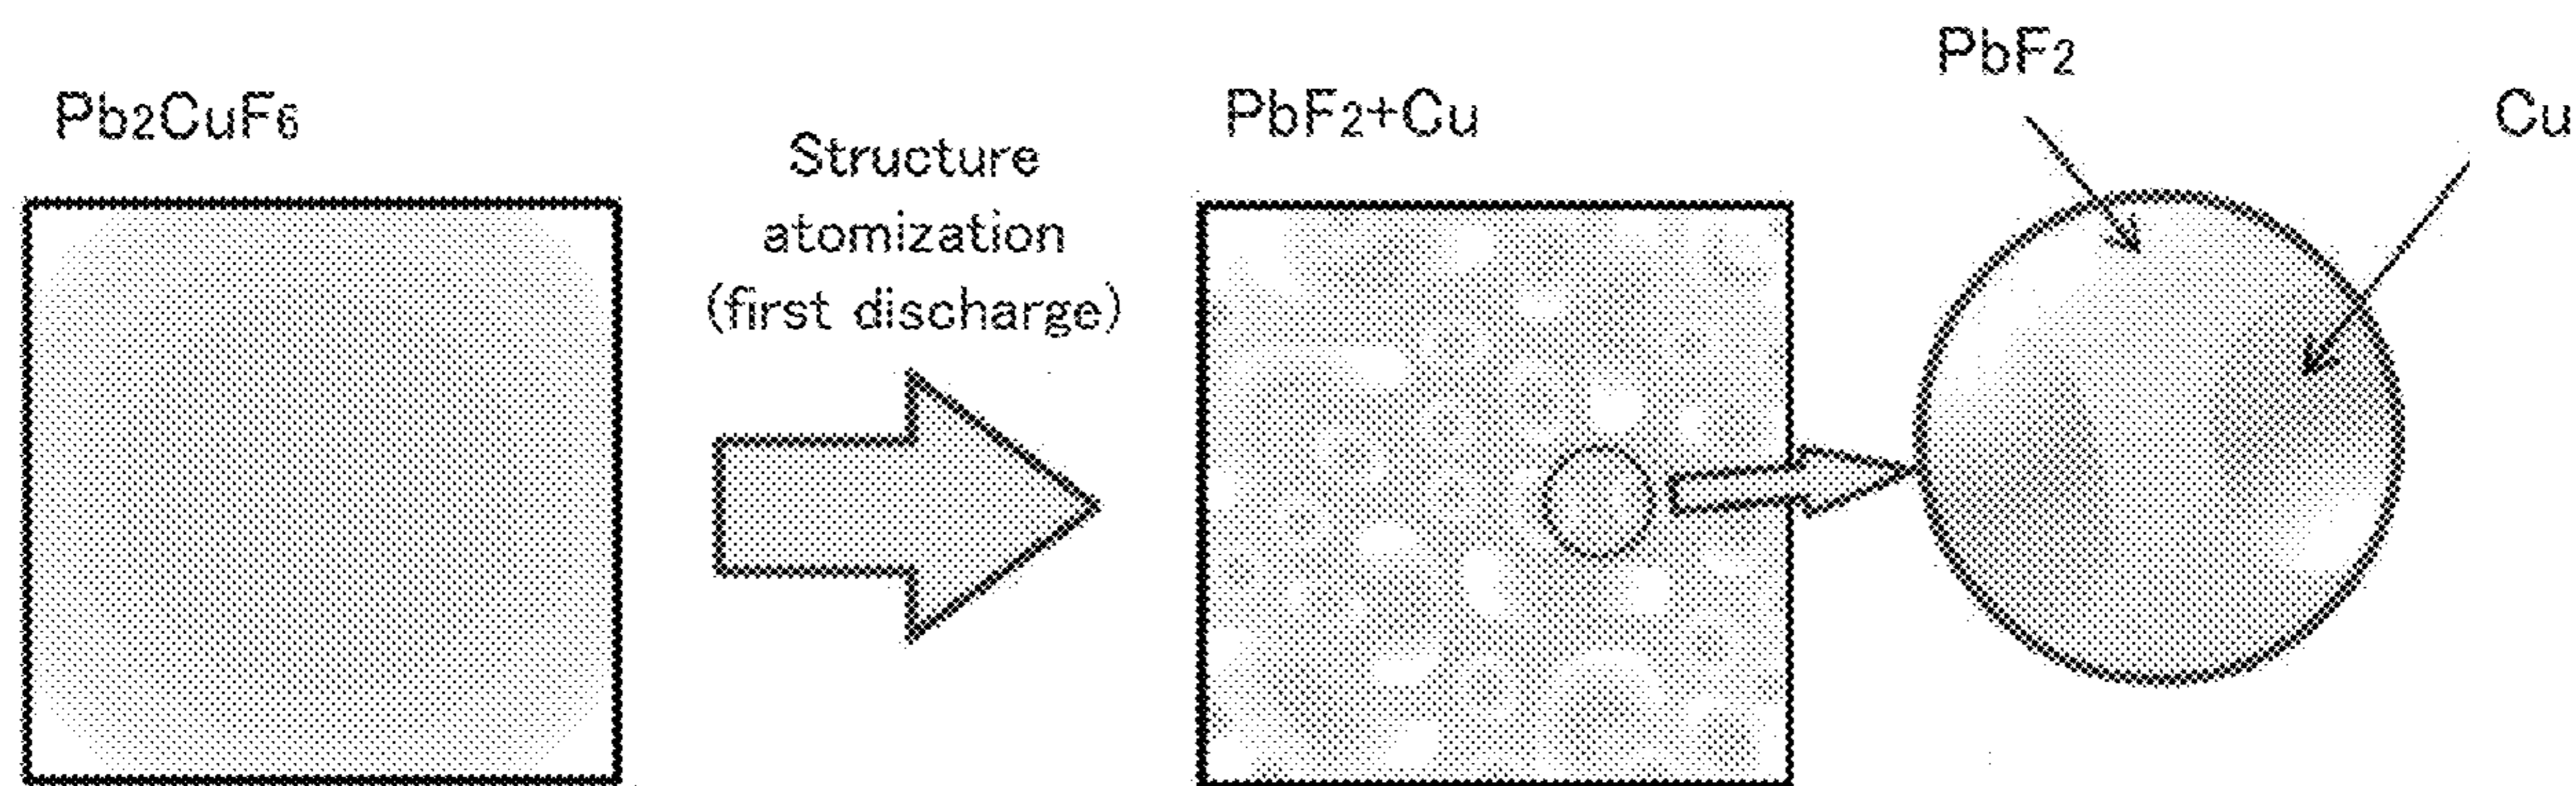 Pb2CuF6
Structure
atomization
(first discharge)
PbF2+Cu
PbF2
Cu